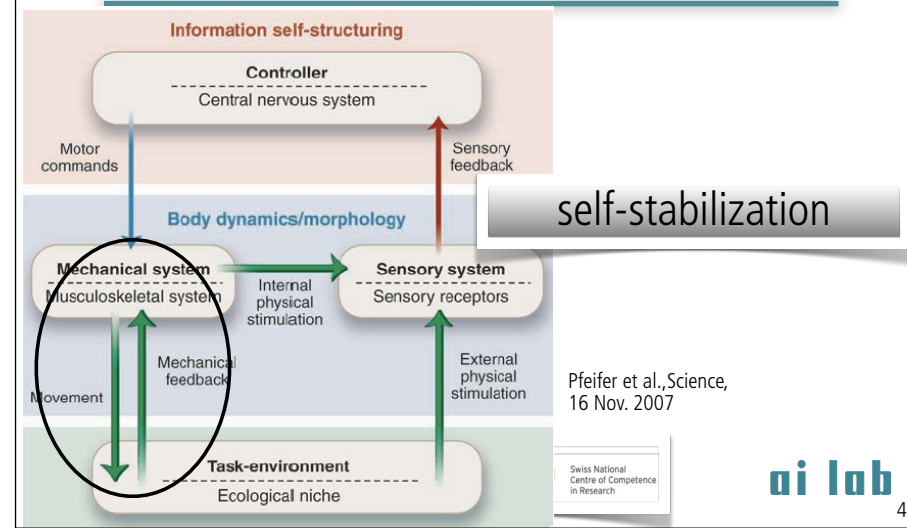 Information self-structuring
Controller
Central nervous system
Motor
commands
Sensory
feedback
self-stabilization
Body dynamics/morphology
Mechanical system
Musculoskeletal system
Internal
physical
stimulation
Sensory system
Sensory receptors
Movement
Mechanical
feedback
External
physical
stimulation
Pfeifer et al.,Science,
16 Nov. 2007
Task-environment
Ecological niche
Swiss National
Centre of Competence
in Research
ai lab
4